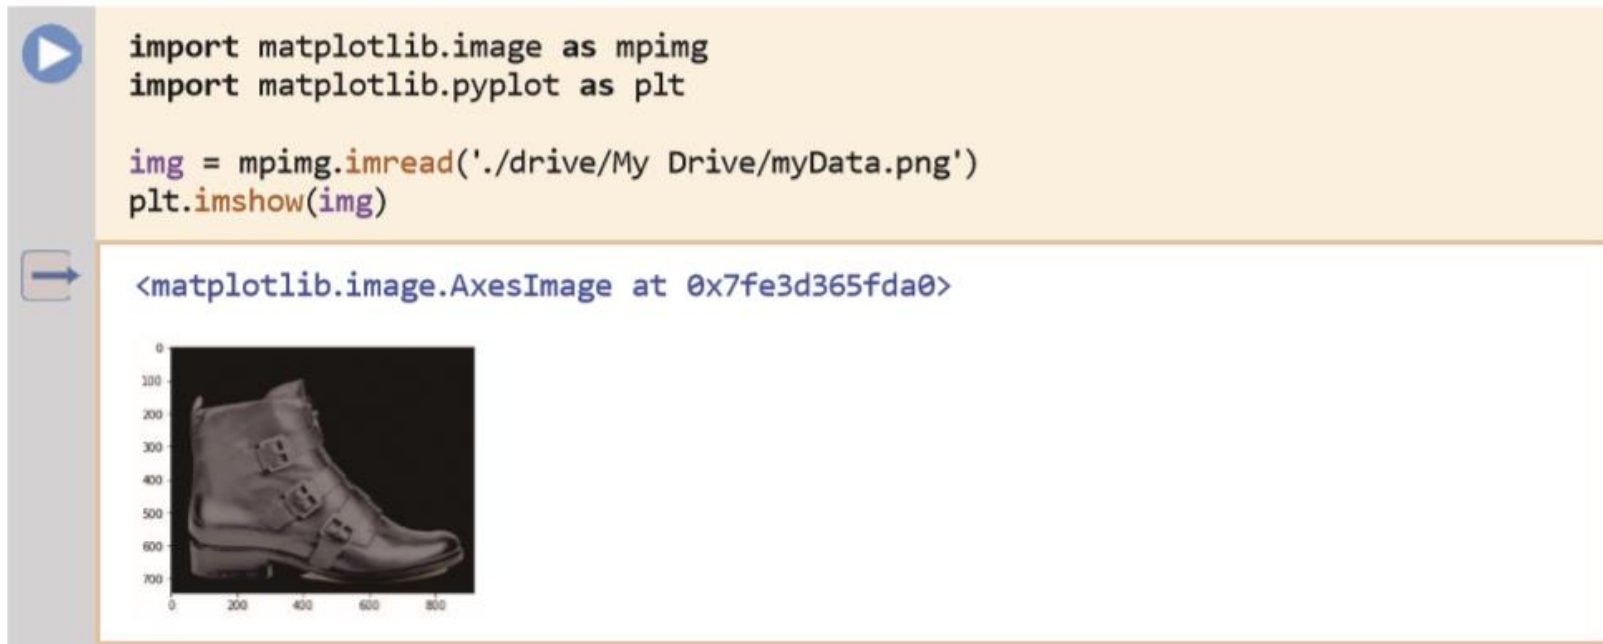 import matplotlib.image as mpimg
import matplotlib.pyplot as plt
img = mpimg.imread('./drive/My Drive/myData.png')
plt.imshow(img)
<matplotlib.image.AxesImage at 0x7fe3d365fda0>
0
100
200
300
400
500
600
700
0 200 400 600 800